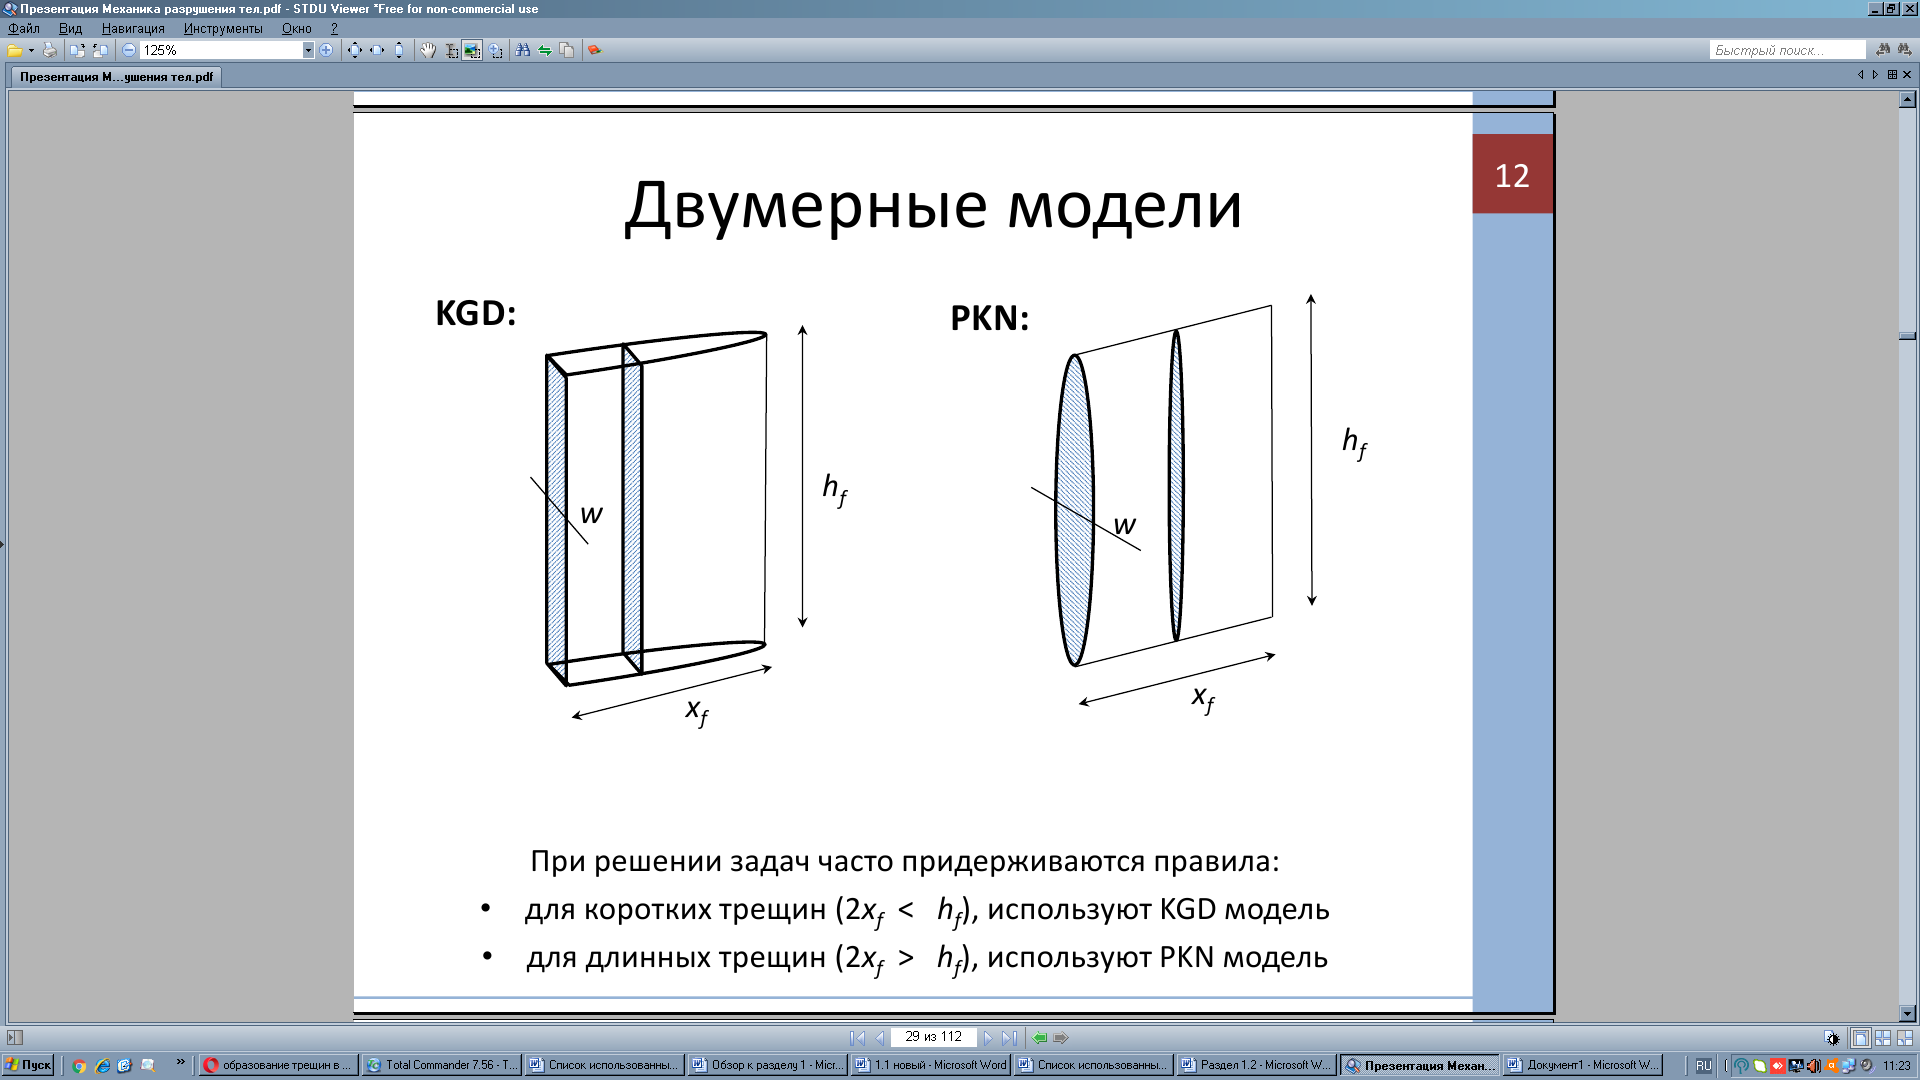 Презентация Механика разрушения тел.pdf - STDU Viewer *Free for non-commercial use
Файл Вид Навигация Инструменты Окно ?
125%
Быстрый поиск...
Презентация М...ушения тел.pdf
12
Двумерные модели
KGD:
PKN:
w
h_f
x_f
w
h_f
x_f
При решении задач часто придерживаются правила:
• для коротких трещин (2x_f < h_f), используют KGD модель
• для длинных трещин (2x_f > h_f), используют PKN модель
29 из 112
Пуск
»
образование трещин в ...
Total Commander 7.56 - Т...
Список использованны...
Обзор к разделу 1 - Micr...
1.1 новый - Microsoft Word
Список использованны...
Раздел 1.2 - Microsoft W...
Презентация Механ...
Документ1 - Microsoft W...
RU
11:23